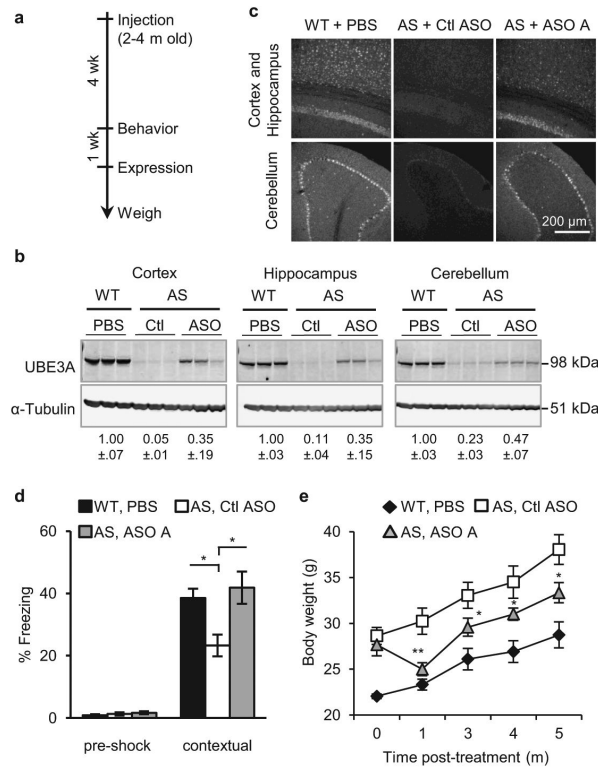 a
Injection
(2-4 m old)
4 wk
Behavior
1 wk
Expression
Weigh
c
WT + PBS AS + Ctl ASO AS + ASO A
Cortex and
Hippocampus
Cerebellum
200 µm
b
Cortex Hippocampus Cerebellum
WT AS WT AS WT AS
PBS Ctl ASO PBS Ctl ASO PBS Ctl ASO
UBE3A
98 kDa
α-Tubulin
51 kDa
1.00 0.05 0.35 1.00 0.11 0.35 1.00 0.23 0.47
±.07 ±.01 ±.19 ±.03 ±.04 ±.15 ±.03 ±.03 ±.07
d
WT, PBS AS, Ctl ASO
AS, ASO A
60
40
20
0
% Freezing
* *
pre-shock contextual
e
WT, PBS AS, Ctl ASO
AS, ASO A
40
35
30
25
20
Body weight (g)
** * * *
0 1 3 4 5
Time post-treatment (m)